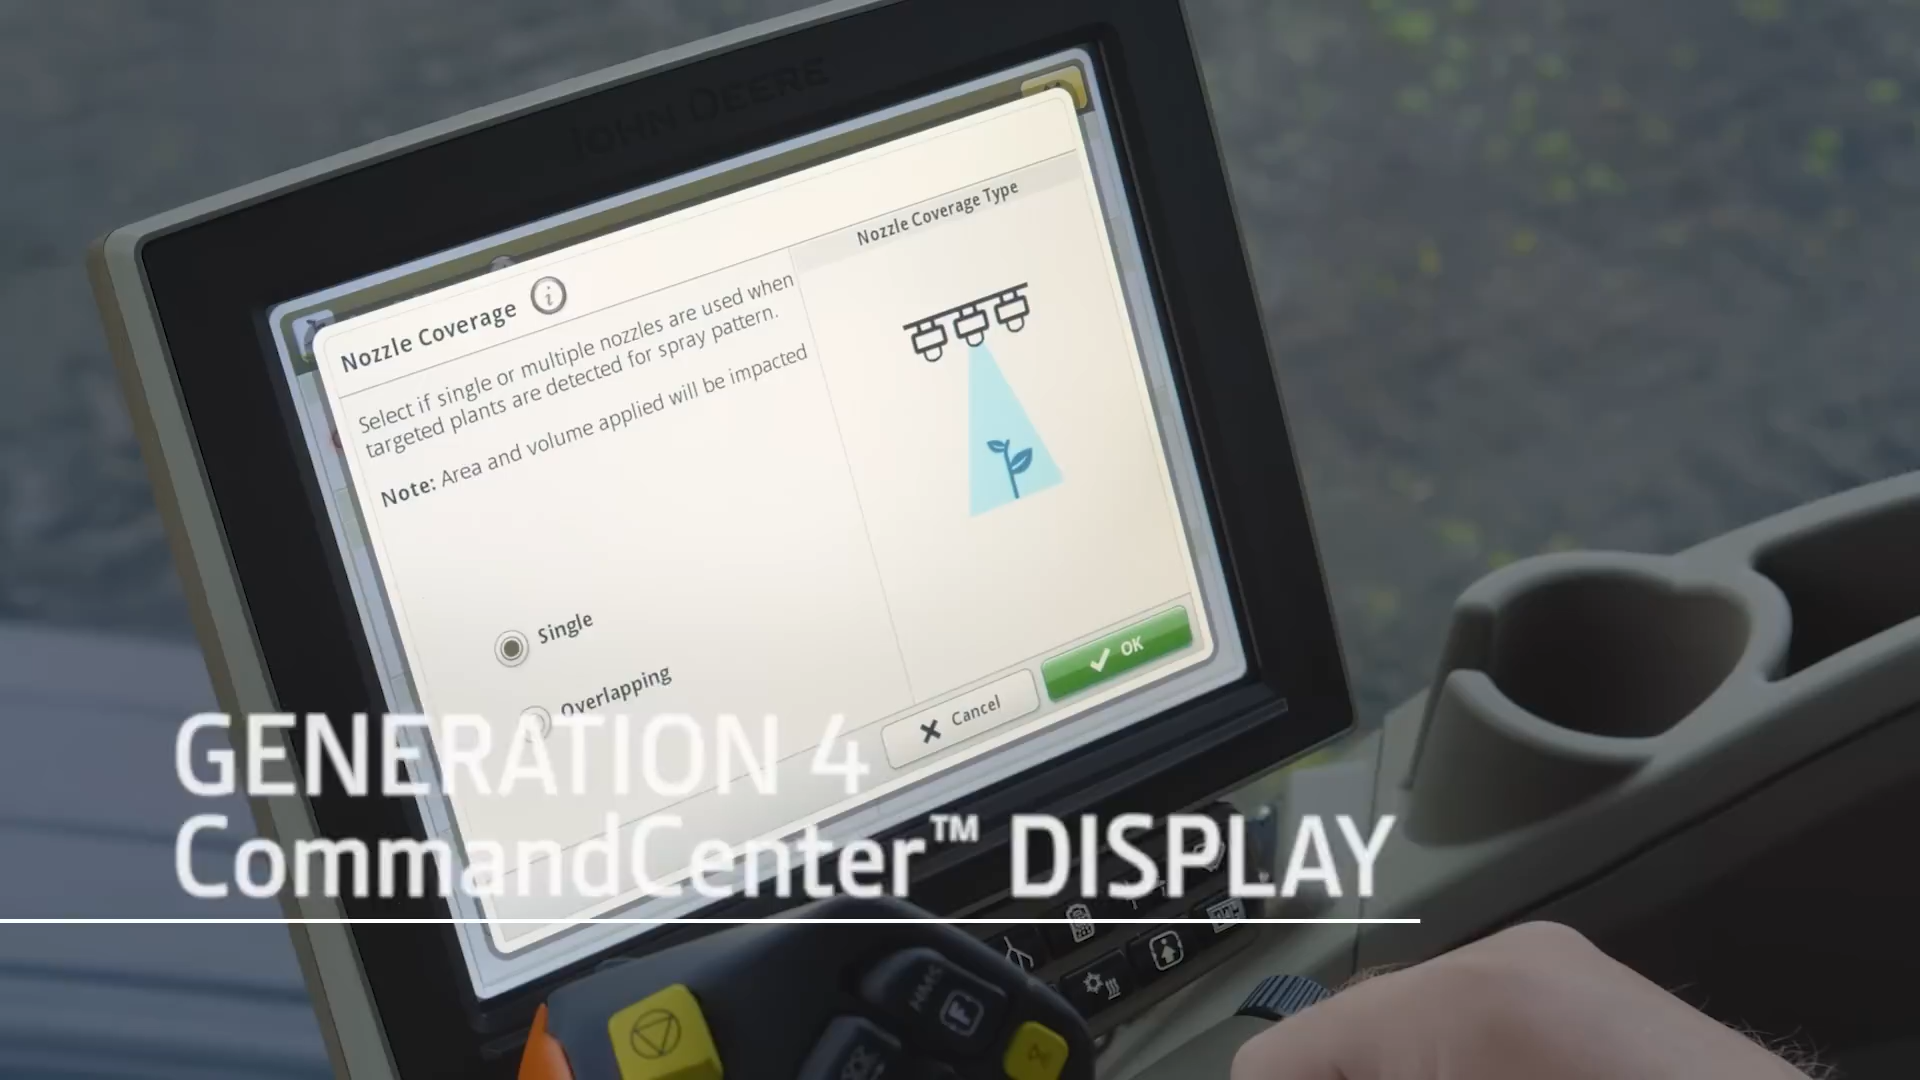 JOHN DEERE
Nozzle Coverage
Select if single or multiple nozzles are used when
targeted plants are detected for spray pattern.
Note: Area and volume applied will be impacted
Single
Overlapping
Nozzle Coverage Type
Cancel
OK
GENERATION 4
CommandCenter™ DISPLAY
HMS
F